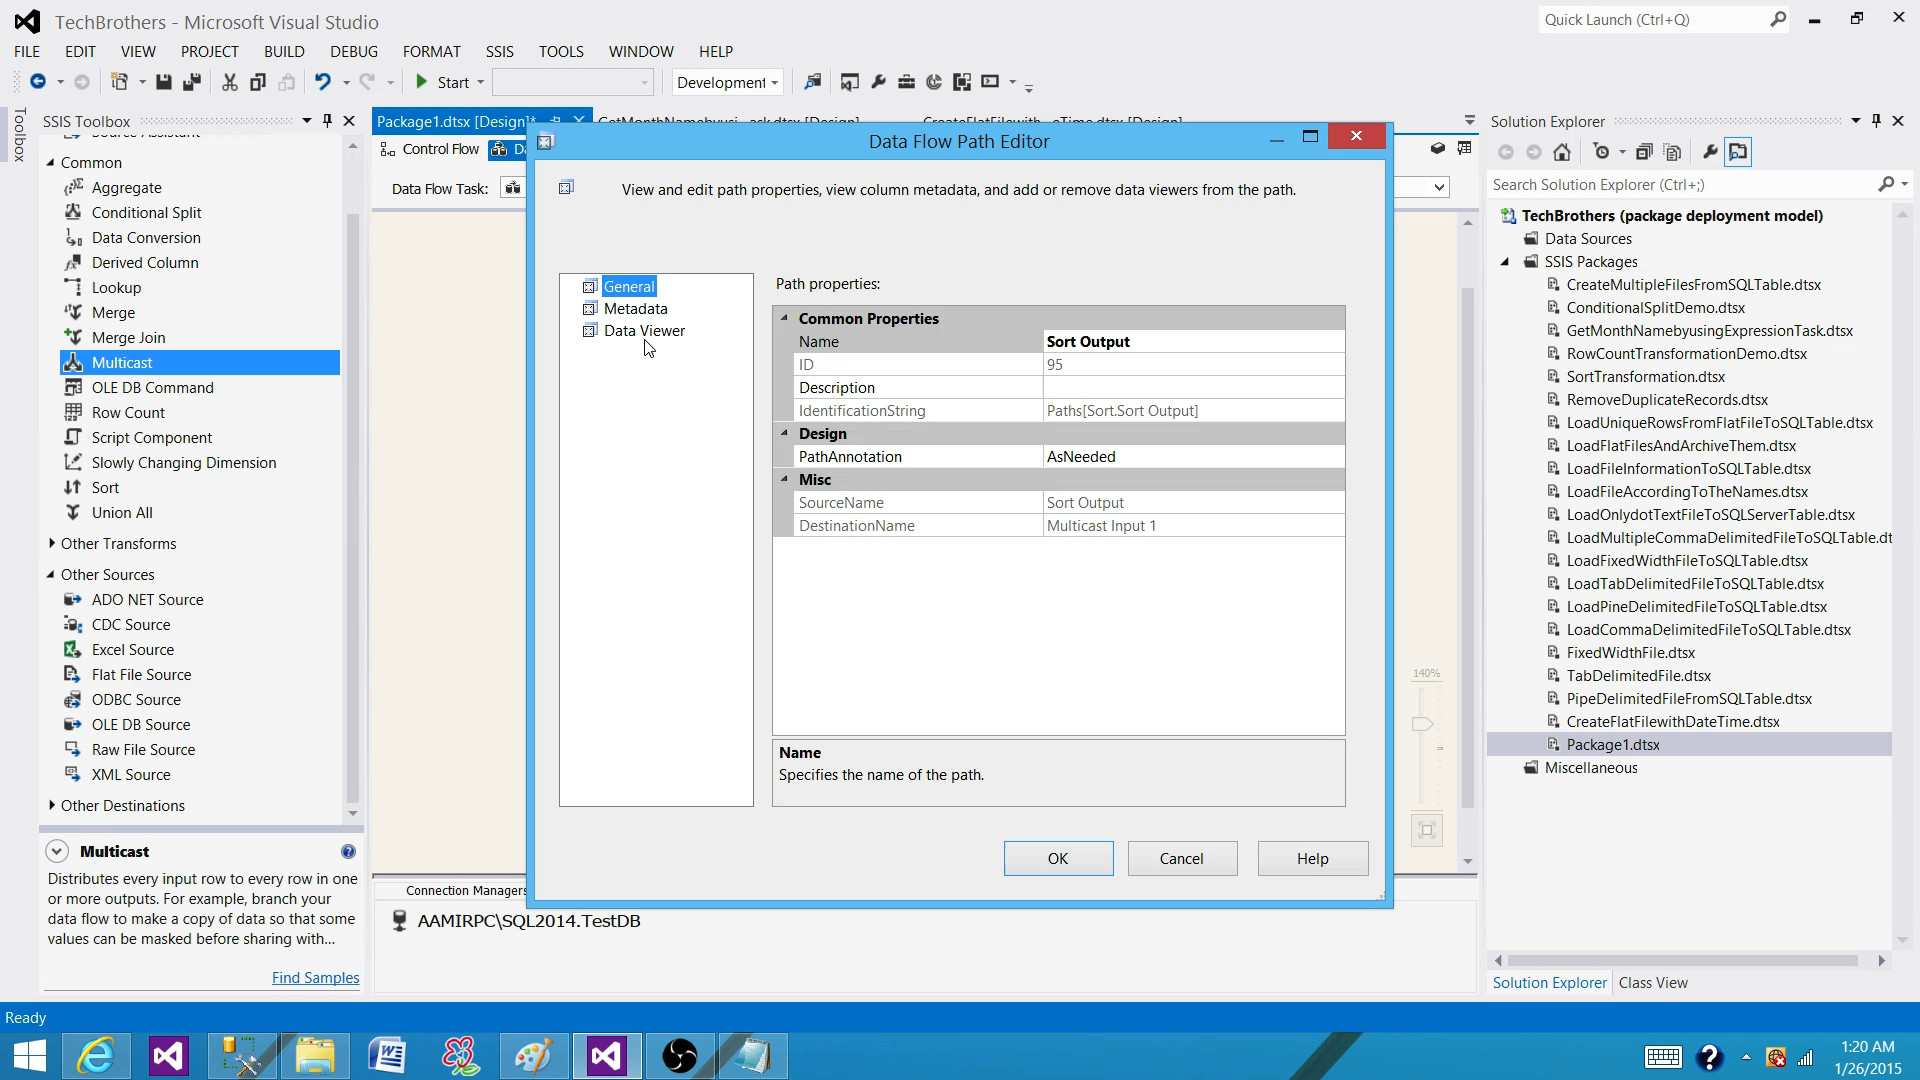 TechBrothers - Microsoft Visual Studio
Quick Launch (Ctrl+Q)
FILE EDIT VIEW PROJECT BUILD DEBUG FORMAT SSIS TOOLS WINDOW HELP
Start
Development
Toolbox
SSIS Toolbox
Common
Aggregate
Conditional Split
Data Conversion
Derived Column
Lookup
Merge
Merge Join
Multicast
OLE DB Command
Row Count
Script Component
Slowly Changing Dimension
Sort
Union All
Other Transforms
Other Sources
ADO NET Source
CDC Source
Excel Source
Flat File Source
ODBC Source
OLE DB Source
Raw File Source
XML Source
Other Destinations
Multicast
Distributes every input row to every row in one
or more outputs. For example, branch your
data flow to make a copy of data so that some
values can be masked before sharing with...
Find Samples
Package1.dtsx [Design]*
Control Flow
Data Flow Task:
Data Flow Path Editor
View and edit path properties, view column metadata, and add or remove data viewers from the path.
General
Metadata
Data Viewer
Path properties:
Common Properties
Name Sort Output
ID 95
Description
IdentificationString Paths[Sort.Sort Output]
Design
PathAnnotation AsNeeded
Misc
SourceName Sort Output
DestinationName Multicast Input 1
Name
Specifies the name of the path.
OK Cancel Help
140%
Connection Managers
AAMIRPC\SQL2014.TestDB
Solution Explorer
Search Solution Explorer (Ctrl+;)
TechBrothers (package deployment model)
Data Sources
SSIS Packages
CreateMultipleFilesFromSQLTable.dtsx
ConditionalSplitDemo.dtsx
GetMonthNamebyusingExpressionTask.dtsx
RowCountTransformationDemo.dtsx
SortTransformation.dtsx
RemoveDuplicateRecords.dtsx
LoadUniqueRowsFromFlatFileToSQLTable.dtsx
LoadFlatFilesAndArchiveThem.dtsx
LoadFileInformationToSQLTable.dtsx
LoadFileAccordingToTheNames.dtsx
LoadOnlydotTextFileToSQLServerTable.dtsx
LoadMultipleCommaDelimitedFileToSQLTable.dt
LoadFixedWidthFileToSQLTable.dtsx
LoadTabDelimitedFileToSQLTable.dtsx
LoadPineDelimitedFileToSQLTable.dtsx
LoadCommaDelimitedFileToSQLTable.dtsx
FixedWidthFile.dtsx
TabDelimitedFile.dtsx
PipeDelimitedFileFromSQLTable.dtsx
CreateFlatFilewithDateTime.dtsx
Package1.dtsx
Miscellaneous
Solution Explorer Class View
Ready
1:20 AM
1/26/2015